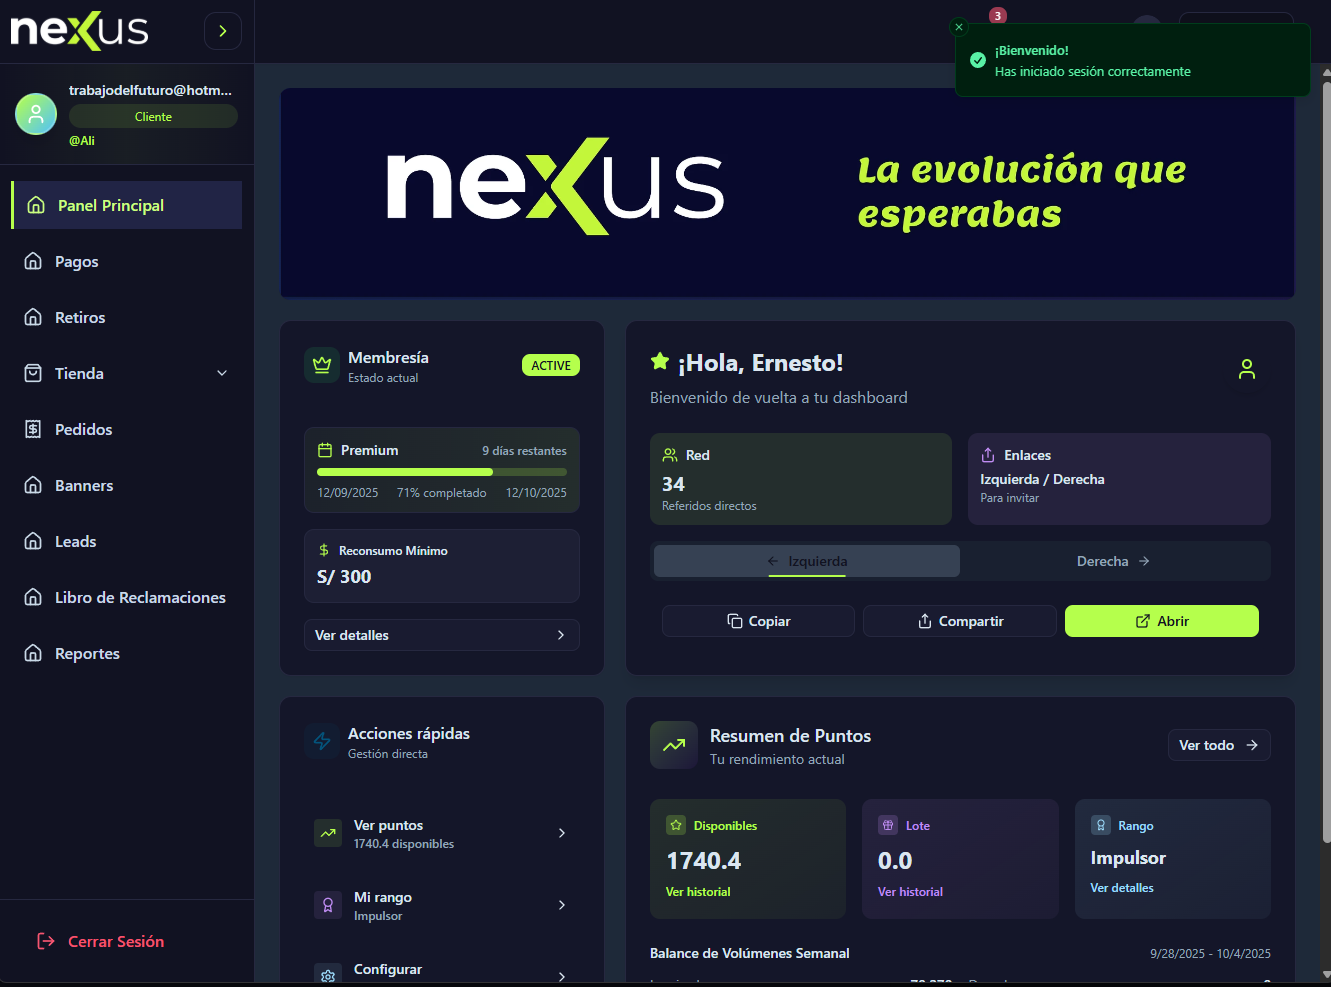 nexus
3
¡Bienvenido!
Has iniciado sesión correctamente
trabajodelfuturo@hotm...
Cliente
@Ali
Panel Principal
Pagos
Retiros
Tienda
Pedidos
Banners
Leads
Libro de Reclamaciones
Reportes
Cerrar Sesión
nexus
La evolución que
esperabas
Membresía
Estado actual
ACTIVE
Premium
9 días restantes
12/09/2025
71% completado
12/10/2025
$ Reconsumo Mínimo
S/ 300
Ver detalles
¡Hola, Ernesto!
Bienvenido de vuelta a tu dashboard
Red
34
Referidos directos
Enlaces
Izquierda / Derecha
Para invitar
← Izquierda
Derecha →
Copiar
Compartir
Abrir
Acciones rápidas
Gestión directa
Ver puntos
1740.4 disponibles
Mi rango
Impulsor
Configurar
Resumen de Puntos
Tu rendimiento actual
Ver todo →
Disponibles
1740.4
Ver historial
Lote
0.0
Ver historial
Rango
Impulsor
Ver detalles
Balance de Volúmenes Semanal
9/28/2025 - 10/4/2025